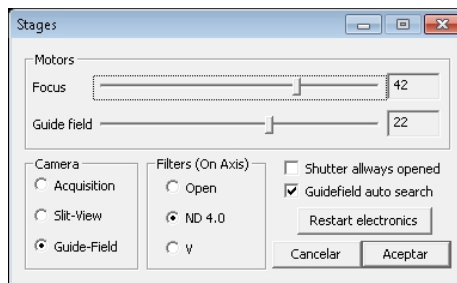 Stages
Motors
Focus 42
Guide field 22
Camera
Acquisition
Slit-View
Guide-Field
Filters (On Axis)
Open
ND 4.0
V
Shutter allways opened
Guidefield auto search
Restart electronics
Cancelar Aceptar